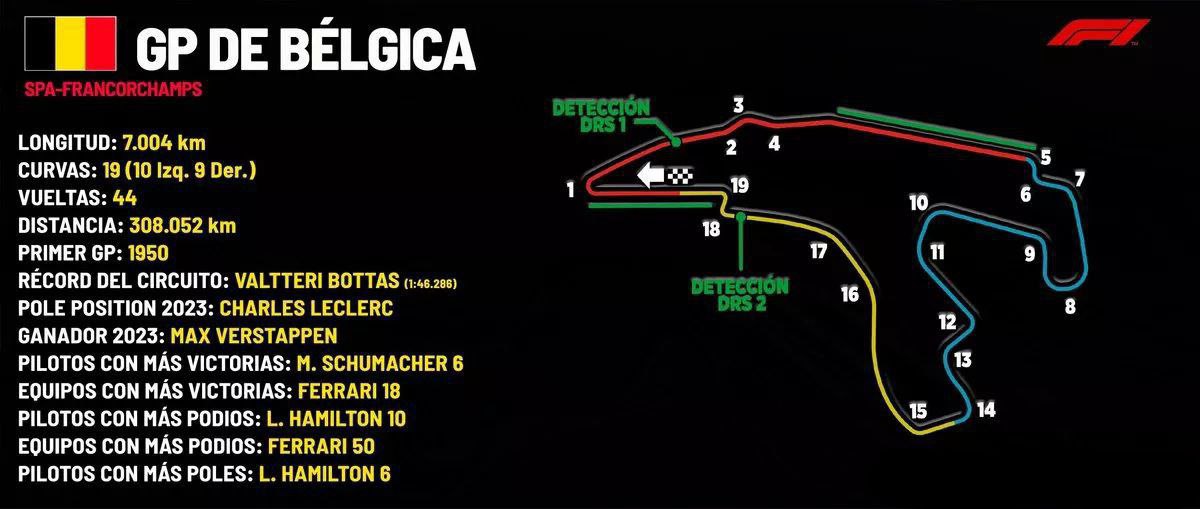 GP DE BÉLGICA
SPA-FRANCORCHAMPS
LONGITUD: 7.004 km
CURVAS: 19 (10 Izq. 9 Der.)
VUELTAS: 44
DISTANCIA: 308.052 km
PRIMER GP: 1950
RÉCORD DEL CIRCUITO: VALTTERI BOTTAS (1:46.286)
POLE POSITION 2023: CHARLES LECLERC
GANADOR 2023: MAX VERSTAPPEN
PILOTOS CON MÁS VICTORIAS: M. SCHUMACHER 6
EQUIPOS CON MÁS VICTORIAS: FERRARI 18
PILOTOS CON MÁS PODIOS: L. HAMILTON 10
EQUIPOS CON MÁS PODIOS: FERRARI 50
PILOTOS CON MÁS POLES: L. HAMILTON 6
F1
DETECCIÓN
DRS 1
1
2
3
4
5
6
7
8
9
10
11
12
13
14
15
16
17
18
19
DETECCIÓN
DRS 2